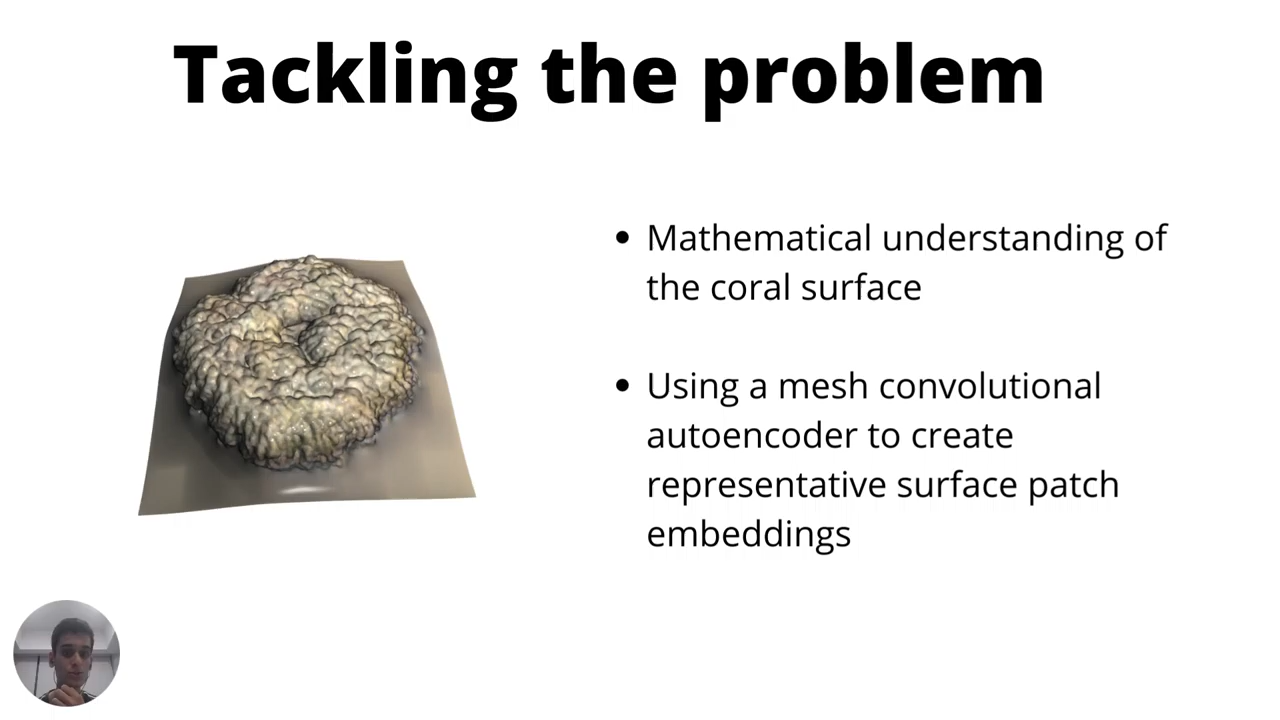 Tackling the problem
• Mathematical understanding of
the coral surface
• Using a mesh convolutional
autoencoder to create
representative surface patch
embeddings